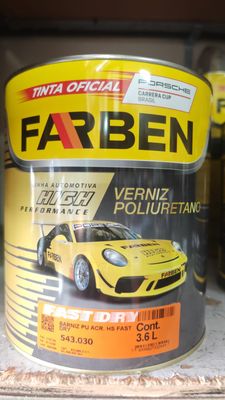 TINTA OFICIAL
PORSCHE
CARRERA CUP
BRASIL
FARBEN
LINHA AUTOMOTIVA
HIGH
PERFORMANCE
VERNIZ
POLIURETANO
FARBEN
FAST DRY
BARNIZ PU ACR. HS FAST
DRY
543.030
Cont.
3.6 L